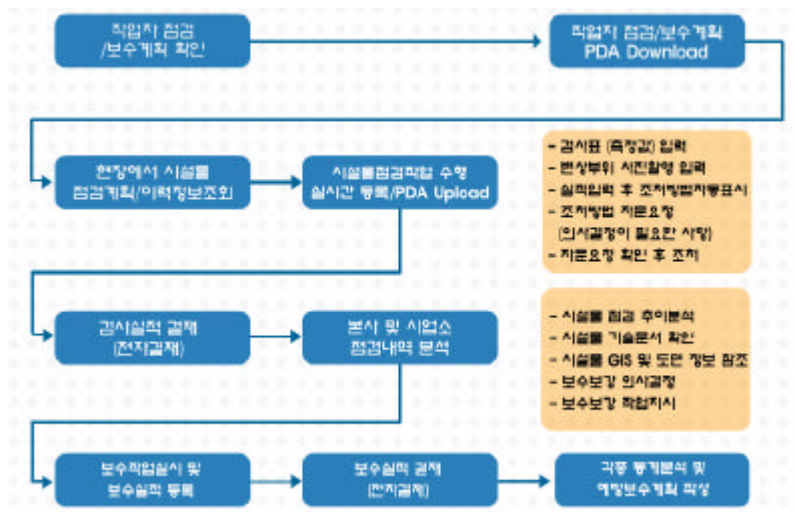 작업자 점검
/보수계획 확인
작업자 점검/보수계획
PDA Download
현장에서 시설물
점검계획/이력정보조회
시설물점검작업 수행
실시간 등록/PDA Upload
- 검사표 (측정값) 입력
- 변상부위 사진촬영 입력
- 실적입력 후 조치방법자동표시
- 조치방법 자문요청
(의사결정이 필요한 사항)
- 자문요청 확인 후 조처
검사실적 결재
(전자결재)
본사 및 사업소
점검내역 분석
- 시설물 점검 추이분석
- 시설물 기술문서 확인
- 시설물 GIS 및 도면 정보 참조
- 보수보강 의사결정
- 보수보강 작업지시
보수작업실시 및
보수실적 등록
보수실적 결재
(전자결재)
각종 통계분석 및
예방보수계획 작성